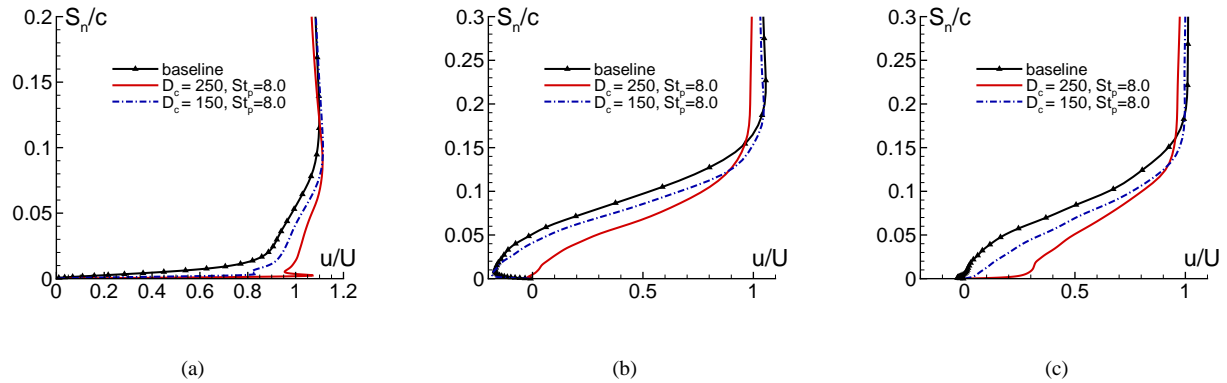 S_n/c
0.2
0.15
0.1
0.05
0
0 0.2 0.4 0.6 0.8 1 1.2
u/U
baseline
D_c = 250, St_p=8.0
D_c = 150, St_p=8.0
(a)
S_n/c
0.3
0.25
0.2
0.15
0.1
0.05
0
0 0.5 1
u/U
baseline
D_c = 250, St_p=8.0
D_c = 150, St_p=8.0
(b)
S_n/c
0.3
0.25
0.2
0.15
0.1
0.05
0
0 0.5 1
u/U
baseline
D_c = 250, St_p=8.0
D_c = 150, St_p=8.0
(c)